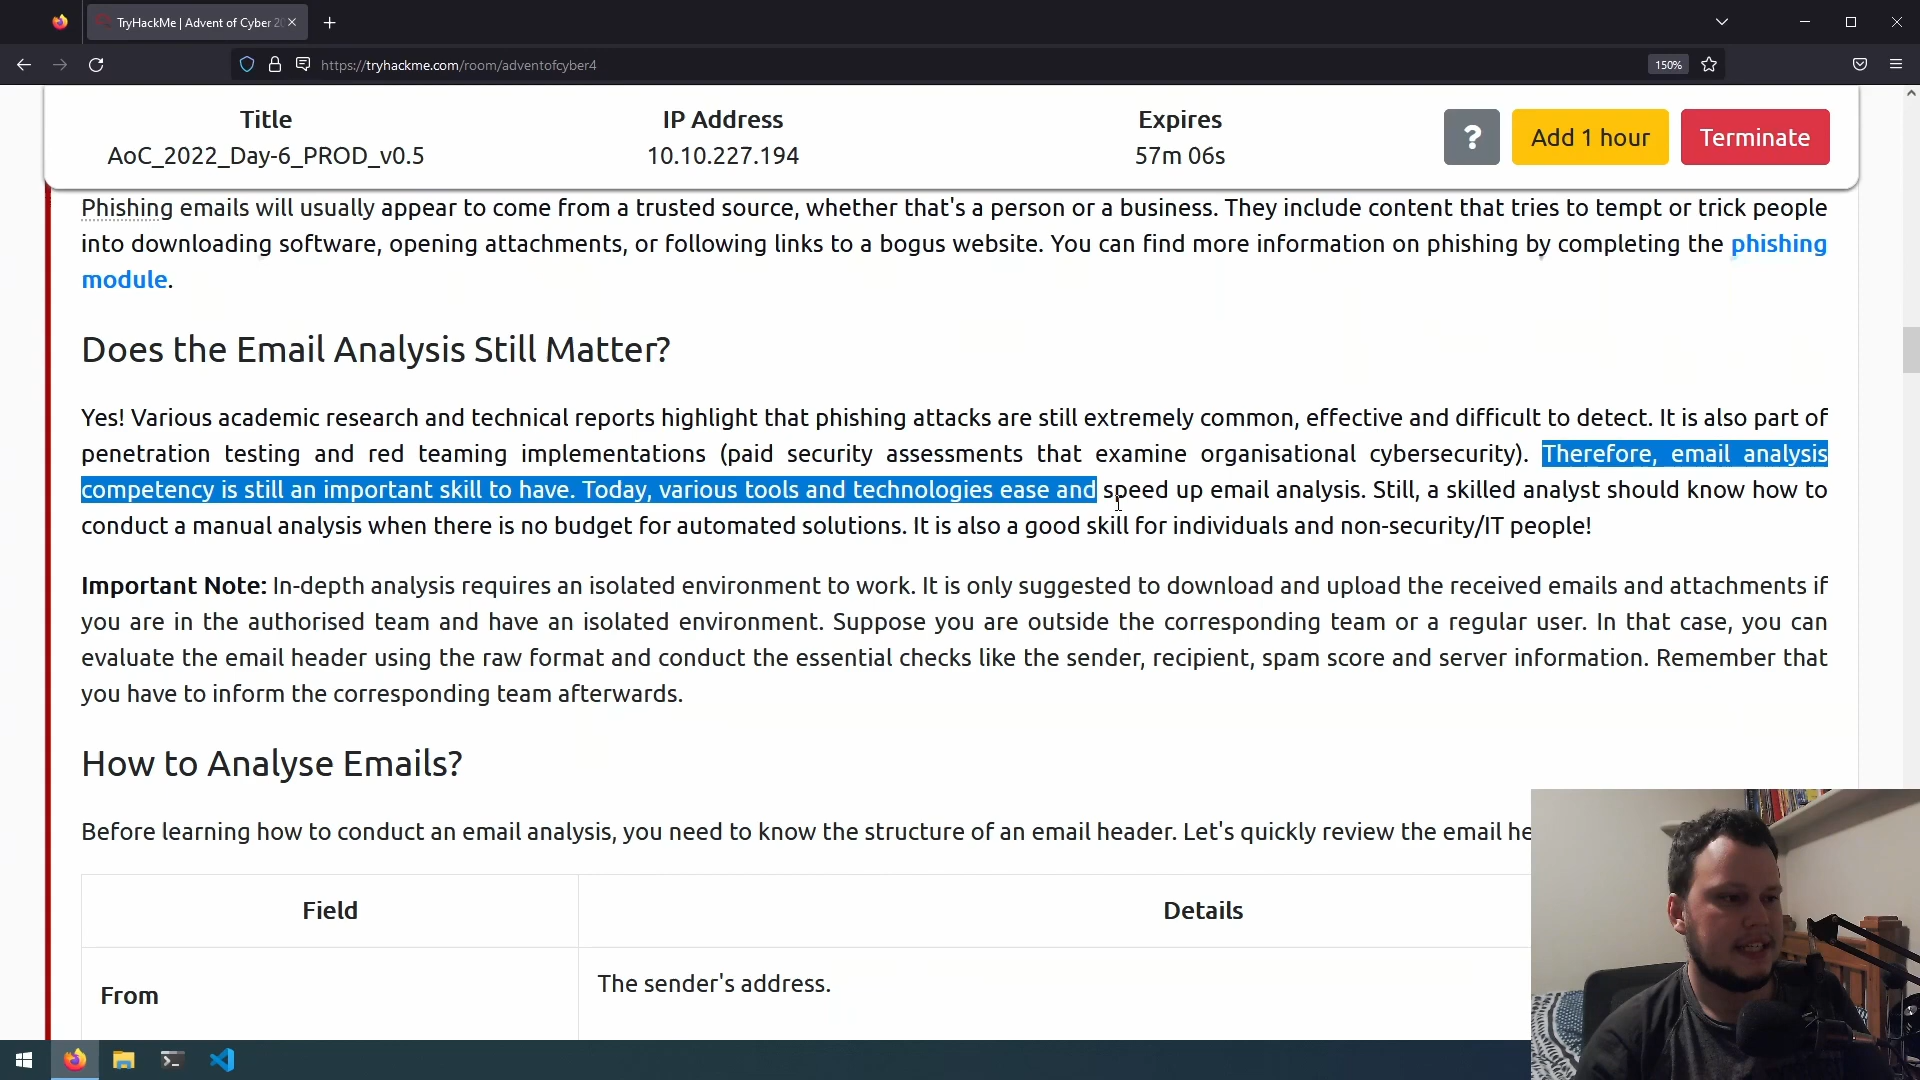 TryHackMe | Advent of Cyber 20
https://tryhackme.com/room/adventofcyber4
150%
Title
IP Address
Expires
AoC_2022_Day-6_PROD_v0.5
10.10.227.194
57m 06s
?
Add 1 hour
Terminate
Phishing emails will usually appear to come from a trusted source, whether that's a person or a business. They include content that tries to tempt or trick people
into downloading software, opening attachments, or following links to a bogus website. You can find more information on phishing by completing the phishing
module.
Does the Email Analysis Still Matter?
Yes! Various academic research and technical reports highlight that phishing attacks are still extremely common, effective and difficult to detect. It is also part of
penetration testing and red teaming implementations (paid security assessments that examine organisational cybersecurity). Therefore, email analysis
competency is still an important skill to have. Today, various tools and technologies ease and speed up email analysis. Still, a skilled analyst should know how to
conduct a manual analysis when there is no budget for automated solutions. It is also a good skill for individuals and non-security/IT people!
Important Note: In-depth analysis requires an isolated environment to work. It is only suggested to download and upload the received emails and attachments if
you are in the authorised team and have an isolated environment. Suppose you are outside the corresponding team or a regular user. In that case, you can
evaluate the email header using the raw format and conduct the essential checks like the sender, recipient, spam score and server information. Remember that
you have to inform the corresponding team afterwards.
How to Analyse Emails?
Before learning how to conduct an email analysis, you need to know the structure of an email header. Let's quickly review the email he
Field
Details
From
The sender's address.